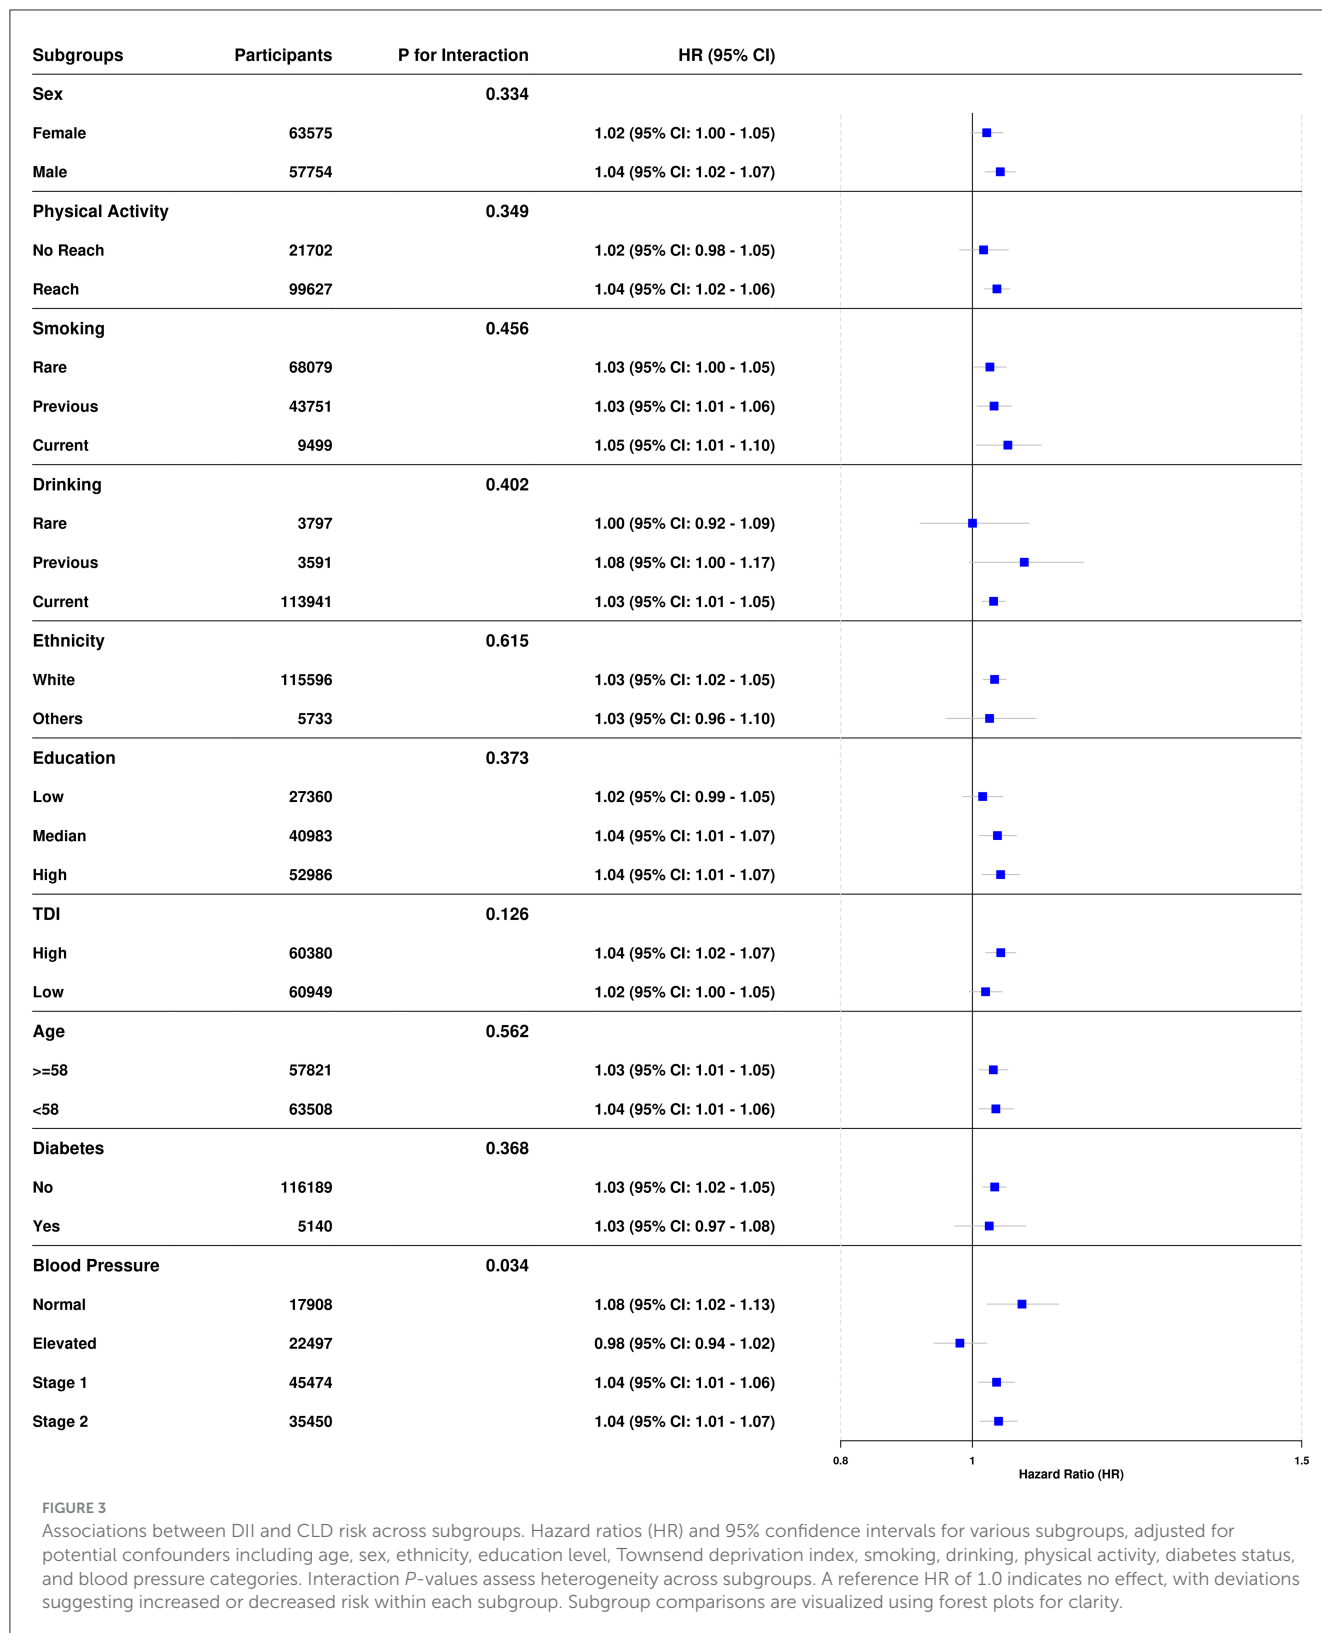 Subgroups Participants P for Interaction HR (95% CI)
Sex 0.334
Female 63575 1.02 (95% CI: 1.00 - 1.05)
Male 57754 1.04 (95% CI: 1.02 - 1.07)
Physical Activity 0.349
No Reach 21702 1.02 (95% CI: 0.98 - 1.05)
Reach 99627 1.04 (95% CI: 1.02 - 1.06)
Smoking 0.456
Rare 68079 1.03 (95% CI: 1.00 - 1.05)
Previous 43751 1.03 (95% CI: 1.01 - 1.06)
Current 9499 1.05 (95% CI: 1.01 - 1.10)
Drinking 0.402
Rare 3797 1.00 (95% CI: 0.92 - 1.09)
Previous 3591 1.08 (95% CI: 1.00 - 1.17)
Current 113941 1.03 (95% CI: 1.01 - 1.05)
Ethnicity 0.615
White 115596 1.03 (95% CI: 1.02 - 1.05)
Others 5733 1.03 (95% CI: 0.96 - 1.10)
Education 0.373
Low 27360 1.02 (95% CI: 0.99 - 1.05)
Median 40983 1.04 (95% CI: 1.01 - 1.07)
High 52986 1.04 (95% CI: 1.01 - 1.07)
TDI 0.126
High 60380 1.04 (95% CI: 1.02 - 1.07)
Low 60949 1.02 (95% CI: 1.00 - 1.05)
Age 0.562
>=58 57821 1.03 (95% CI: 1.01 - 1.05)
<58 63508 1.04 (95% CI: 1.01 - 1.06)
Diabetes 0.368
No 116189 1.03 (95% CI: 1.02 - 1.05)
Yes 5140 1.03 (95% CI: 0.97 - 1.08)
Blood Pressure 0.034
Normal 17908 1.08 (95% CI: 1.02 - 1.13)
Elevated 22497 0.98 (95% CI: 0.94 - 1.02)
Stage 1 45474 1.04 (95% CI: 1.01 - 1.06)
Stage 2 35450 1.04 (95% CI: 1.01 - 1.07)
0.8 1 1.5
Hazard Ratio (HR)
FIGURE 3
Associations between DII and CLD risk across subgroups. Hazard ratios (HR) and 95% confidence intervals for various subgroups, adjusted for
potential confounders including age, sex, ethnicity, education level, Townsend deprivation index, smoking, drinking, physical activity, diabetes status,
and blood pressure categories. Interaction P-values assess heterogeneity across subgroups. A reference HR of 1.0 indicates no effect, with deviations
suggesting increased or decreased risk within each subgroup. Subgroup comparisons are visualized using forest plots for clarity.